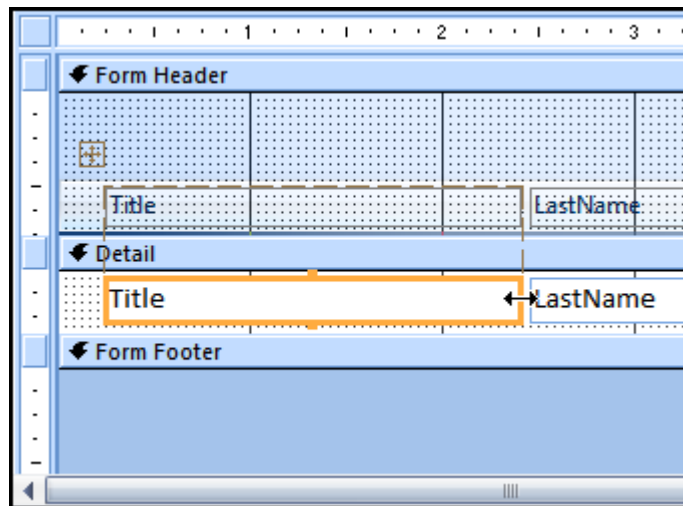 1 2 3
Form Header
Title LastName
Detail
Title LastName
Form Footer